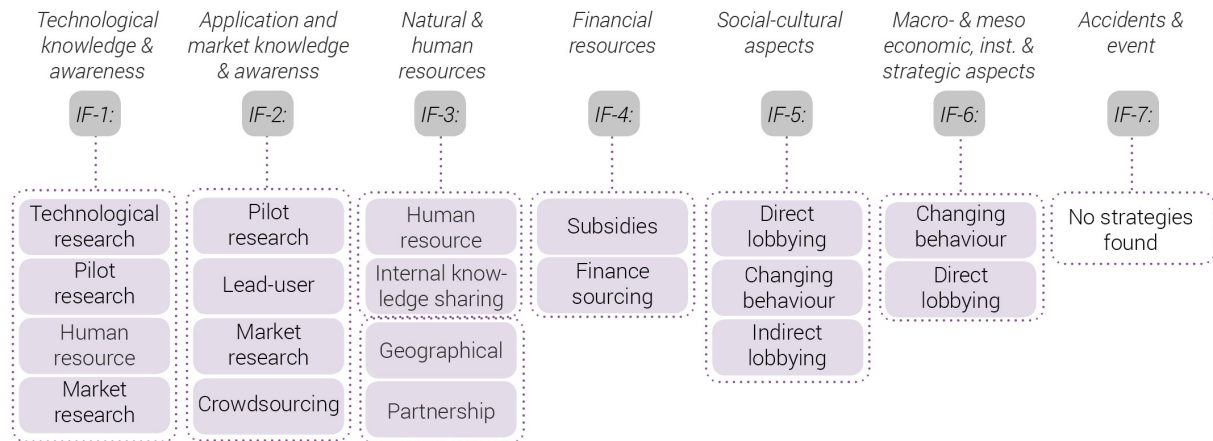 Technological
knowledge &
awareness
IF-1:
Technological
research
Pilot
research
Human
resource
Market
research
Application and
market knowledge
& awarenss
IF-2:
Pilot
research
Lead-user
Market
research
Crowdsourcing
Natural &
human
resources
IF-3:
Human
resource
Internal know-
ledge sharing
Geographical
Partnership
Financial
resources
IF-4:
Subsidies
Finance
sourcing
Social-cultural
aspects
IF-5:
Direct
lobbying
Changing
behaviour
Indirect
lobbying
Macro- & meso
economic, inst. &
strategic aspects
IF-6:
Changing
behaviour
Direct
lobbying
Accidents &
event
IF-7:
No strategies
found